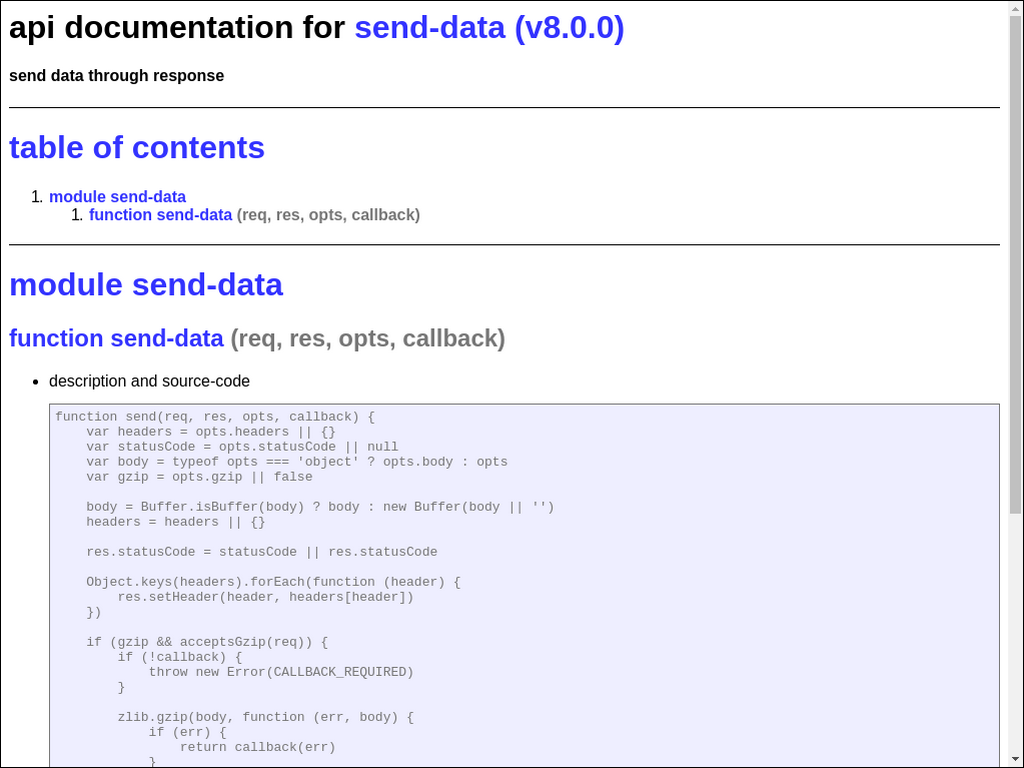 api documentation for send-data (v8.0.0)
send data through response
table of contents
1. module send-data
1. function send-data (req, res, opts, callback)
module send-data
function send-data (req, res, opts, callback)
• description and source-code
function send(req, res, opts, callback) {
    var headers = opts.headers || {}
    var statusCode = opts.statusCode || null
    var body = typeof opts === 'object' ? opts.body : opts
    var gzip = opts.gzip || false

    body = Buffer.isBuffer(body) ? body : new Buffer(body || '')
    headers = headers || {}

    res.statusCode = statusCode || res.statusCode

    Object.keys(headers).forEach(function (header) {
        res.setHeader(header, headers[header])
    })

    if (gzip && acceptsGzip(req)) {
        if (!callback) {
            throw new Error(CALLBACK_REQUIRED)
        }

        zlib.gzip(body, function (err, body) {
            if (err) {
                return callback(err)
            }